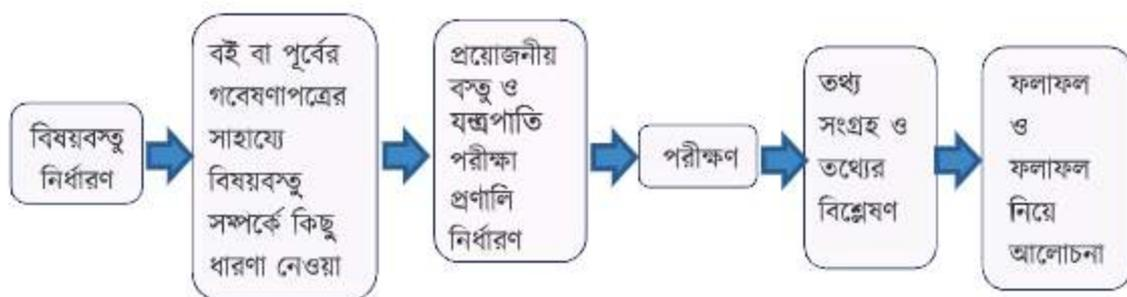 বিষয়বস্তু
নির্ধারণ
বই বা পূর্বের
গবেষণাপত্রের
সাহায্যে
বিষয়বস্তু
সম্পর্কে কিছু
ধারণা নেওয়া
প্রয়োজনীয়
বস্তু ও
যন্ত্রপাতি
পরীক্ষা
প্রণালি
নির্ধারণ
পরীক্ষণ
তথ্য
সংগ্রহ ও
তথ্যের
বিশ্লেষণ
ফলাফল
ও
ফলাফল
নিয়ে
আলোচনা